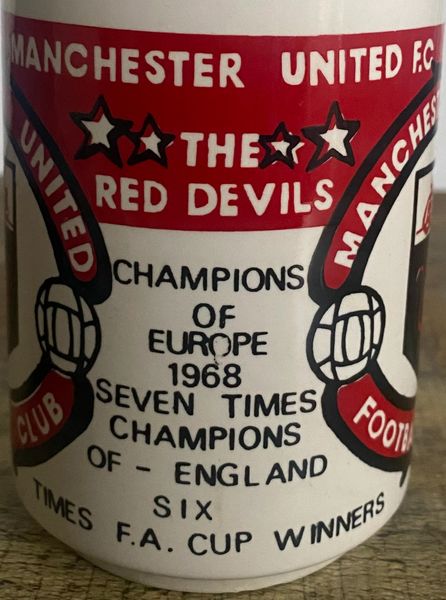 MANCHESTER UNITED F.C
THE
RED DEVILS
CHAMPIONS
OF
EUROPE
1968
SEVEN TIMES
CHAMPIONS
OF - ENGLAND
SIX
TIMES F.A. CUP WINNERS
UNITED
CLUB
MANCHES
FOOTBA